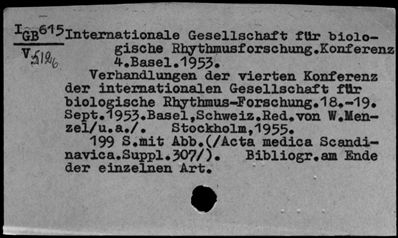 IGB615 Internationale Gesellschaft für biolo-
gische Rhythmusforschung.Konferenz
4.Basel.1953.
V
Verhandlungen der vierten Konferenz
der internationalen Gesellschaft für
biologische Rhythmus-Forschung.18.-19.
Sept.1953.Basel,Schweiz.Red.von W.Men-
zel/u.a./. Stockholm,1955.
199 S.mit Abb.(/Acta medica Scandi-
navica.Suppl.307/). Bibliogr.am Ende
der einzelnen Art.